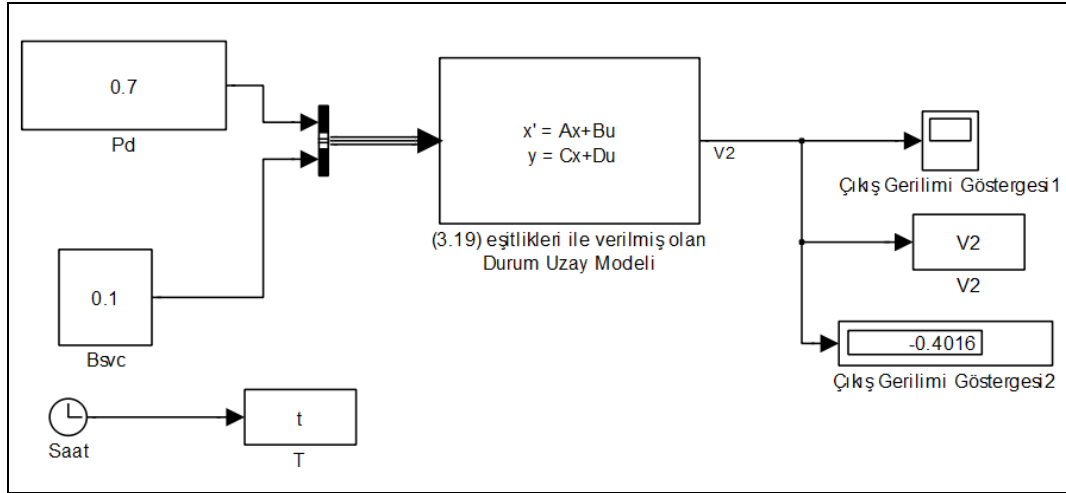 0.7
Pd
0.1
Bsvc
Saat
t
T
x' = Ax+Bu
y = Cx+Du
(3.19) eşitlikleri ile verilmiş olan
Durum Uzay Modeli
V2
Çıkış Gerilimi Göstergesi1
V2
V2
-0.4016
Çıkış Gerilimi Göstergesi2